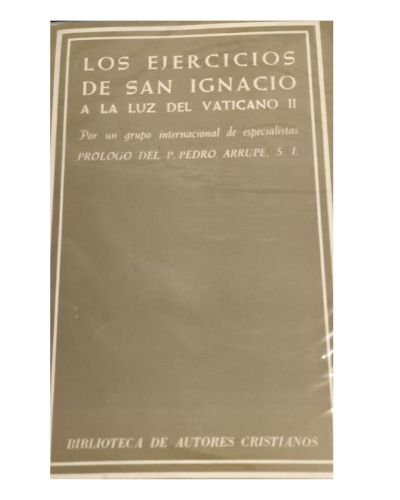 LOS EJERCICIOS
DE SAN IGNACIO
A LA LUZ DEL VATICANO II
Por un grupo internacional de especialistas
PROLOGO DEL P. PEDRO ARRUPE, S. I.
BIBLIOTECA DE AUTORES CRISTIANOS